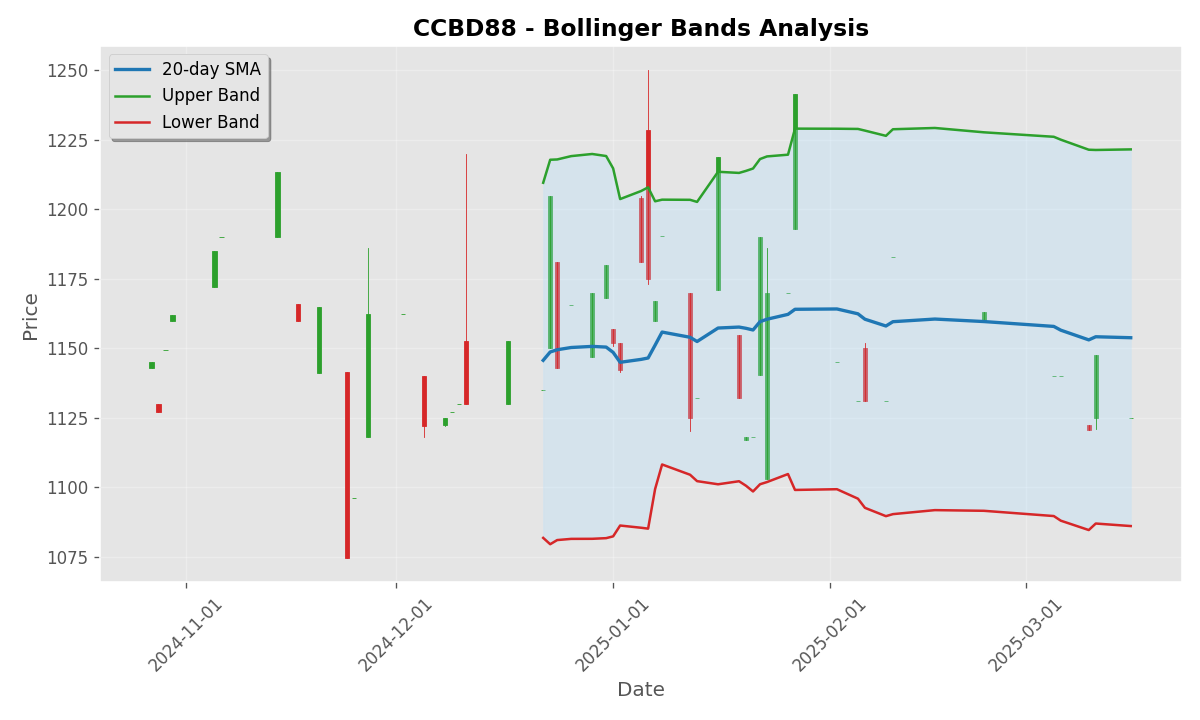 CCBD88 - Bollinger Bands Analysis
20-day SMA
Upper Band
Lower Band
Price
1250
1225
1200
1175
1150
1125
1100
1075
2024-11-01
2024-12-01
2025-01-01
2025-02-01
2025-03-01
Date